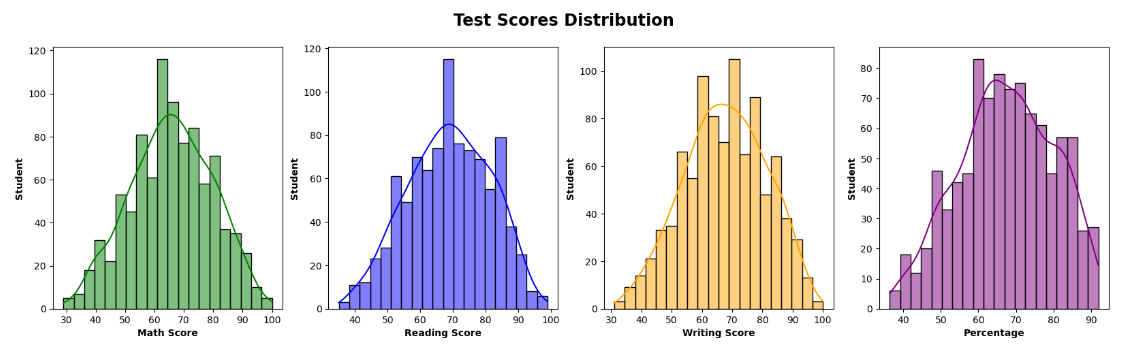 Test Scores Distribution
Student
120
100
80
60
40
20
0
30 40 50 60 70 80 90 100
Math Score
Student
120
100
80
60
40
20
0
40 50 60 70 80 90 100
Reading Score
Student
100
80
60
40
20
0
30 40 50 60 70 80 90 100
Writing Score
Student
80
70
60
50
40
30
20
10
0
40 50 60 70 80 90
Percentage